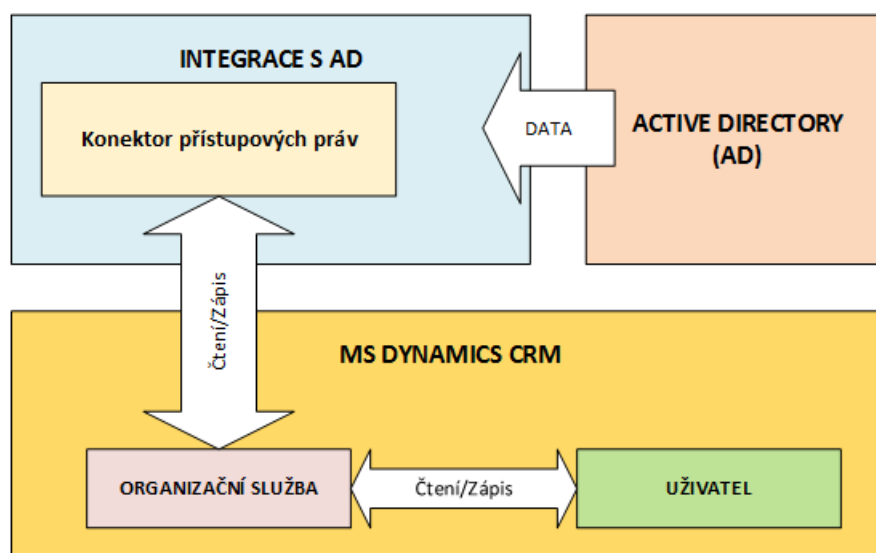 INTEGRACE S AD
Konektor přístupových práv
DATA
ACTIVE DIRECTORY
(AD)
Čtení/Zápis
MS DYNAMICS CRM
ORGANIZAČNÍ SLUŽBA
Čtení/Zápis
UŽIVATEL